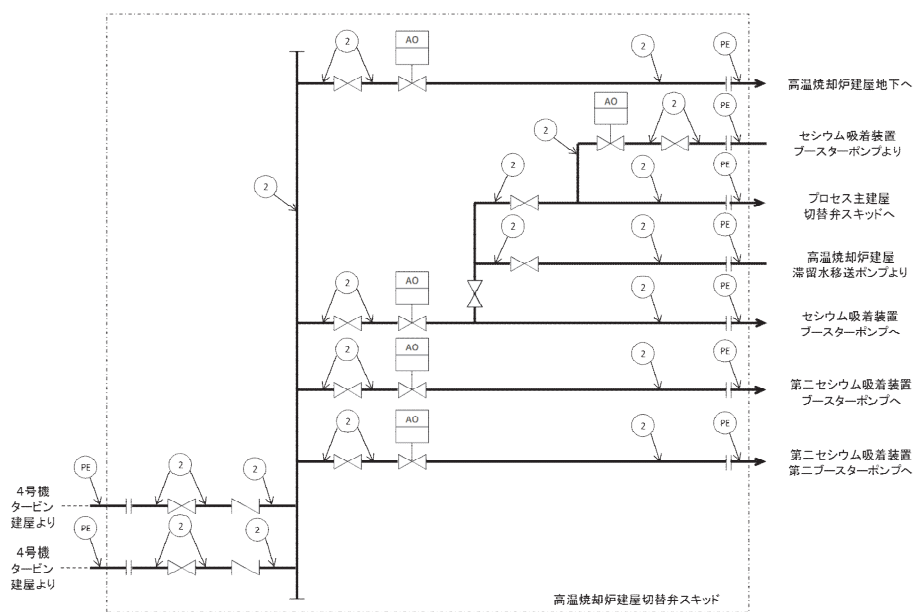 2
AO
2
PE
高温焼却炉建屋地下へ
AO
2
PE
セシウム吸着装置
ブースターポンプより
2
2
2
PE
プロセス主建屋
切替弁スキッドへ
2
2
2
PE
高温焼却炉建屋
滞留水移送ポンプより
2
AO
2
PE
セシウム吸着装置
ブースターポンプへ
2
AO
2
PE
第二セシウム吸着装置
ブースターポンプへ
2
AO
2
PE
第二セシウム吸着装置
第二ブースターポンプへ
PE
2
2
4号機
タービン
建屋より
PE
2
2
4号機
タービン
建屋より
高温焼却炉建屋切替弁スキッド